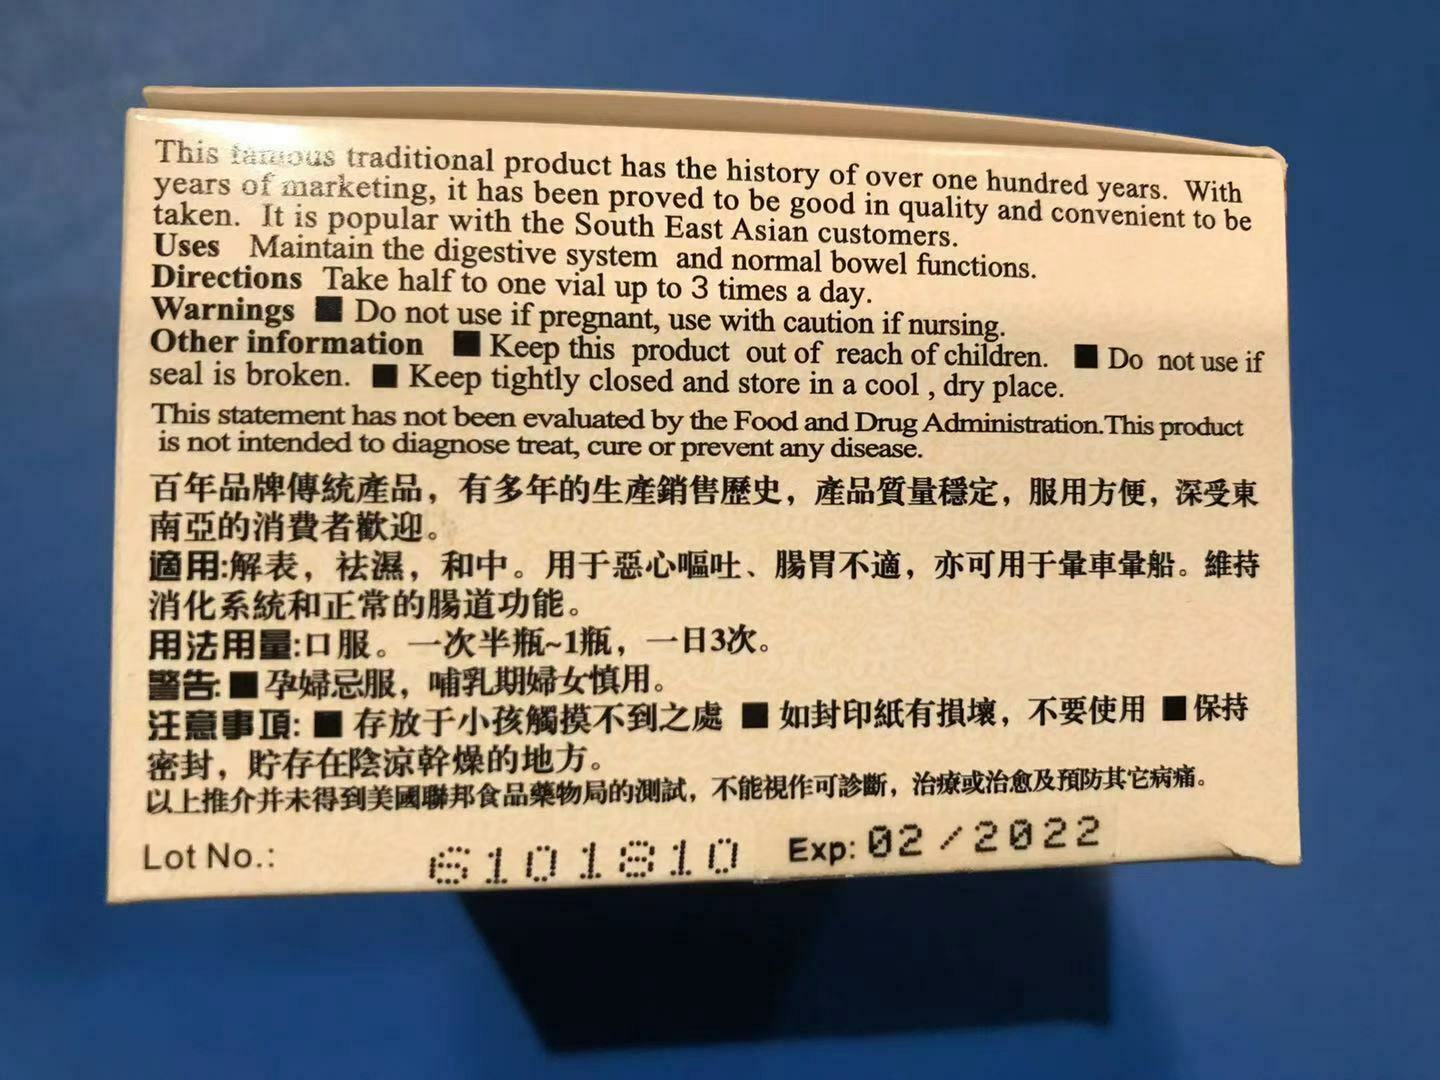 This famous traditional product has the history of over one hundred years. With
years of marketing, it has been proved to be good in quality and convenient to be
taken. It is popular with the South East Asian customers.
Uses Maintain the digestive system and normal bowel functions.
Directions Take half to one vial up to 3 times a day.
Warnings ■ Do not use if pregnant, use with caution if nursing.
Other information ■ Keep this product out of reach of children. ■ Do not use if
seal is broken. ■ Keep tightly closed and store in a cool , dry place.
This statement has not been evaluated by the Food and Drug Administration.This product
is not intended to diagnose treat, cure or prevent any disease.
百年品牌傳統產品，有多年的生產銷售歷史，產品質量穩定，服用方便，深受東
南亞的消費者歡迎。
適用:解表，祛濕，和中。用于惡心嘔吐、腸胃不適，亦可用于暈車暈船。維持
消化系統和正常的腸道功能。
用法用量:口服。一次半瓶~1瓶，一日3次。
警告:■孕婦忌服，哺乳期婦女慎用。
注意事項:■存放于小孩觸摸不到之處 ■如封印紙有損壞，不要使用 ■保持
密封，貯存在陰涼幹燥的地方。
以上推介并未得到美國聯邦食品藥物局的測試，不能視作可診斷，治療或治愈及預防其它病痛。
Lot No.: 6101810 Exp: 02/2022